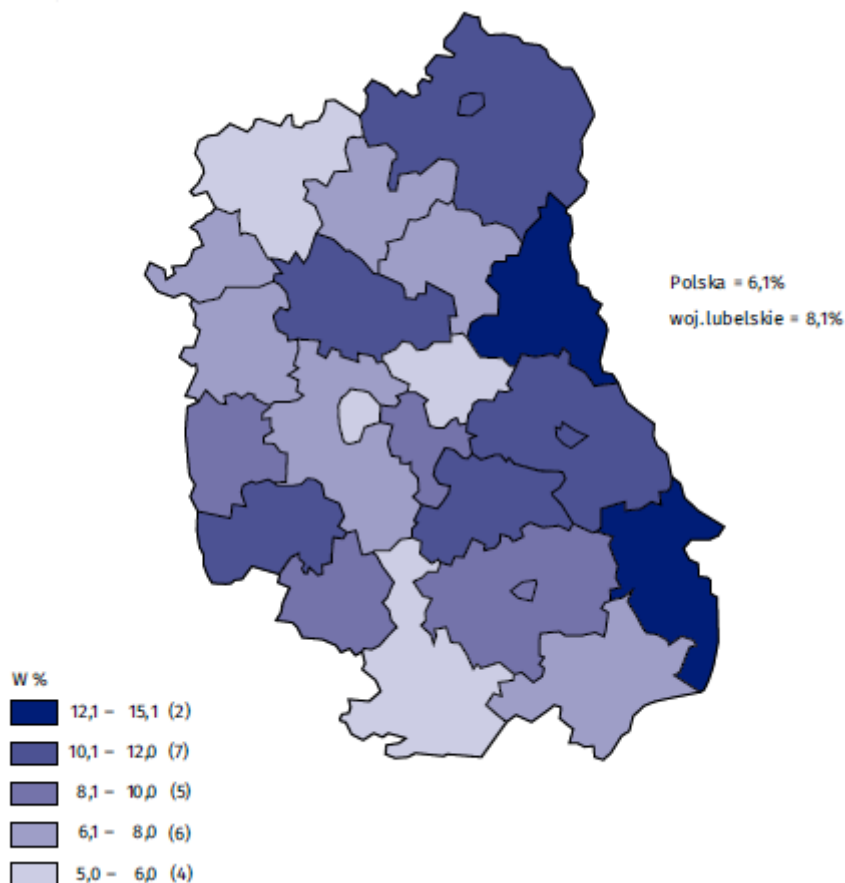 Polska = 6,1%
woj.lubelskie = 8,1%
W %
12,1 – 15,1 (2)
10,1 – 12,0 (7)
8,1 – 10,0 (5)
6,1 – 8,0 (6)
5,0 – 6,0 (4)